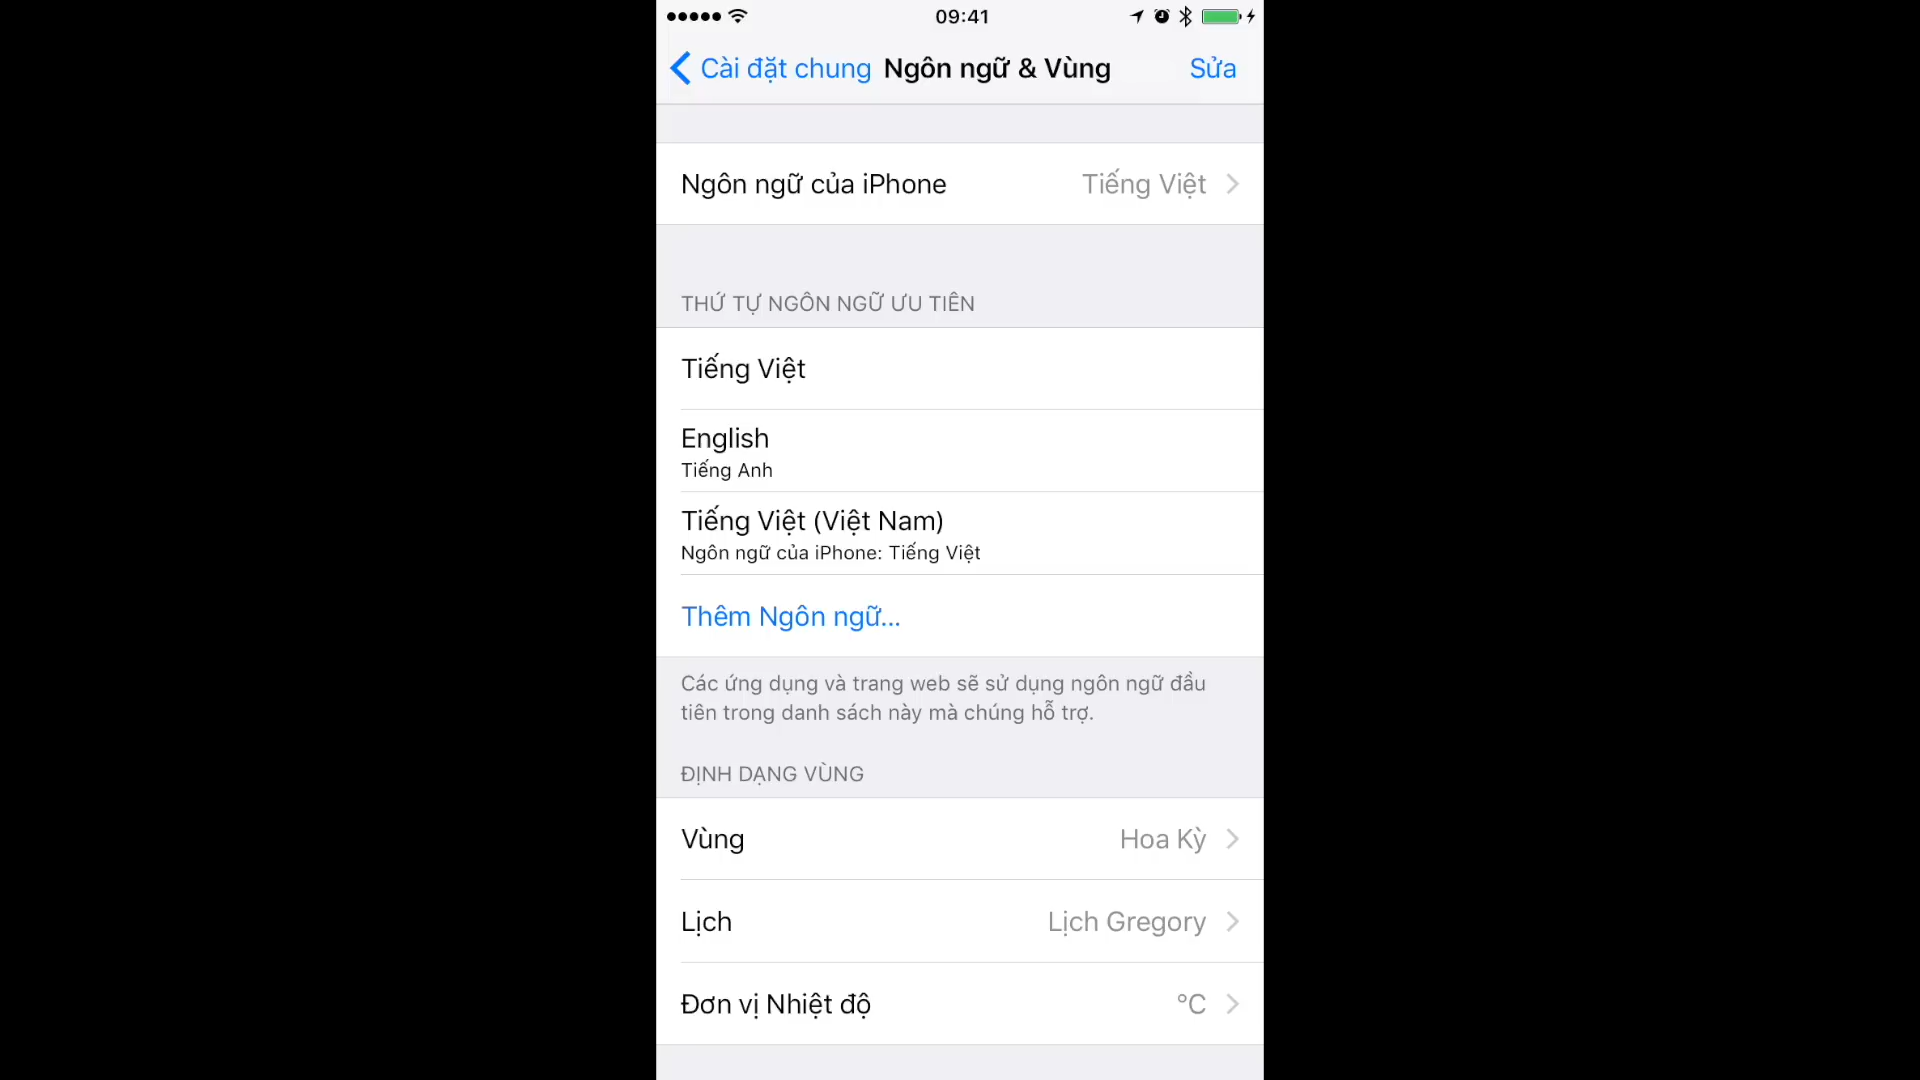 09:41
Cài đặt chung Ngôn ngữ & Vùng Sửa
Ngôn ngữ của iPhone Tiếng Việt
THỨ TỰ NGÔN NGỮ ƯU TIÊN
Tiếng Việt
English
Tiếng Anh
Tiếng Việt (Việt Nam)
Ngôn ngữ của iPhone: Tiếng Việt
Thêm Ngôn ngữ...
Các ứng dụng và trang web sẽ sử dụng ngôn ngữ đầu
tiên trong danh sách này mà chúng hỗ trợ.
ĐỊNH DẠNG VÙNG
Vùng Hoa Kỳ
Lịch Lịch Gregory
Đơn vị Nhiệt độ °C